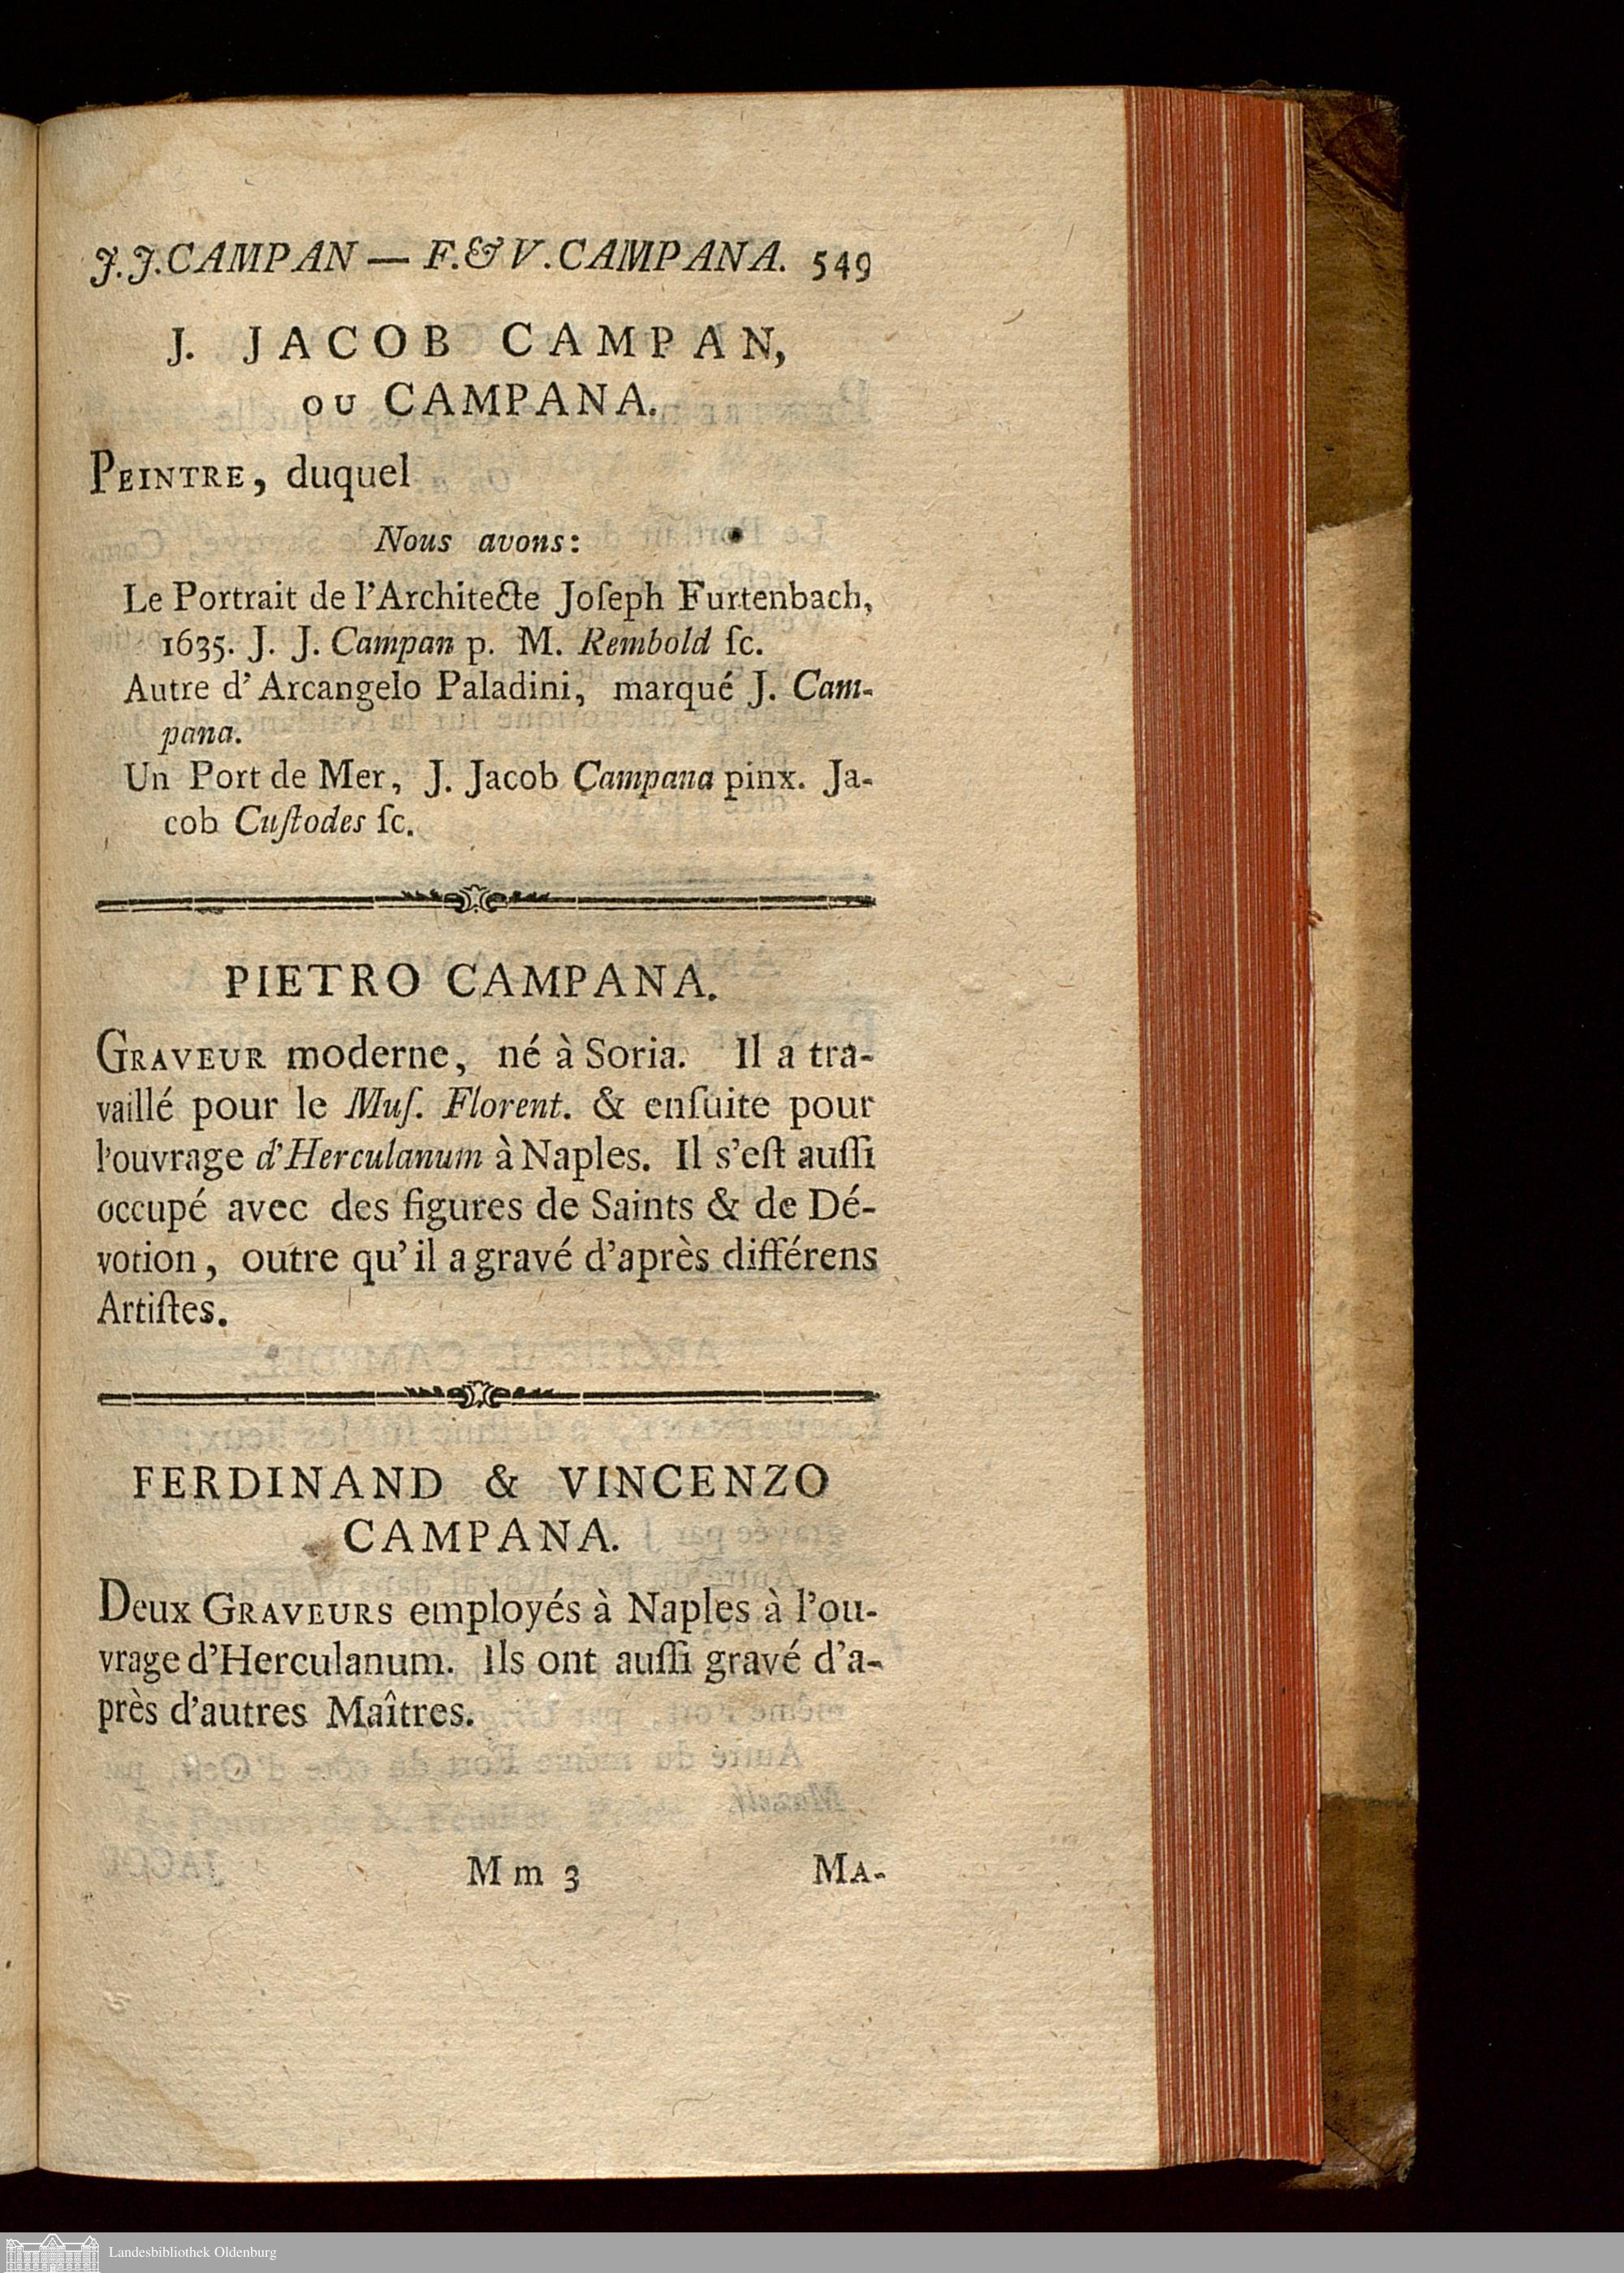 J. J. CAMPAN — F. & V. CAMPANA. 549
J. JACOB CAMPAN,
OU CAMPANA.
PEINTRE, duquel
Nous avons:
Le Portrait de l'Architecte Joſeph Furtenbach,
1635. J. J. Campan p. M. Rembold ſc.
Autre d'Arcangelo Paladini, marqué J. Cam-
pana.
Un Port de Mer, J. Jacob Campana pinx. Ja-
cob Cuſtodes ſc.
PIETRO CAMPANA.
GRAVEUR moderne, né à Soria. Il a tra-
vaillé pour le Muſ. Florent. & enſuite pour
l'ouvrage d'Herculanum à Naples. Il s'eſt auſſi
occupé avec des figures de Saints & de Dé-
votion, outre qu'il a gravé d'après différens
Artiſtes.
FERDINAND & VINCENZO
CAMPANA.
Deux GRAVEURS employés à Naples à l'ou-
vrage d'Herculanum. Ils ont auſſi gravé d'a-
près d'autres Maîtres.
Mm 3 MA-
Landesbibliothek Oldenburg